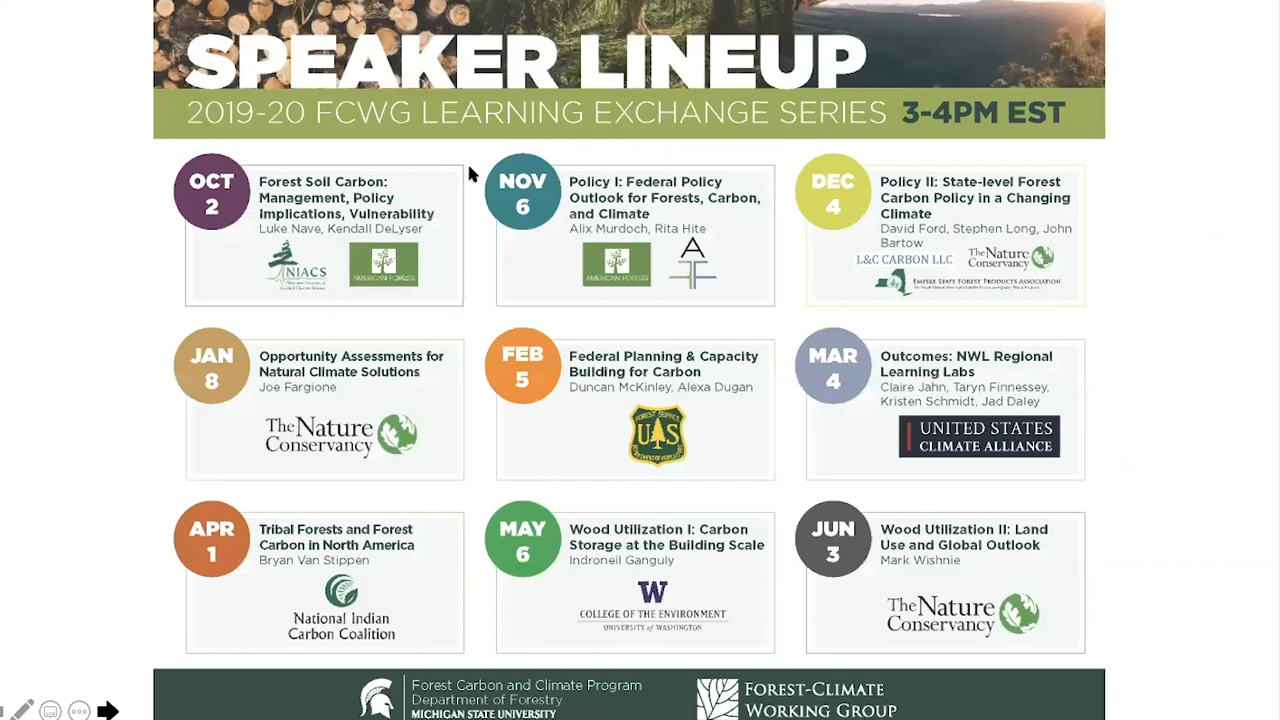 SPEAKER LINEUP
2019-20 FCWG LEARNING EXCHANGE SERIES 3-4PM EST
OCT
2
Forest Soil Carbon:
Management, Policy
Implications, Vulnerability
Luke Nave, Kendall DeLyser
NIACS
AMERICAN FORESTS
NOV
6
Policy I: Federal Policy
Outlook for Forests, Carbon,
and Climate
Alix Murdoch, Rita Hite
AMERICAN FORESTS
DEC
4
Policy II: State-level Forest
Carbon Policy in a Changing
Climate
David Ford, Stephen Long, John
Bartow
L&C CARBON LLC
The Nature
Conservancy
EMPIRE STATE FOREST PRODUCTS ASSOCIATION
JAN
8
Opportunity Assessments for
Natural Climate Solutions
Joe Fargione
The Nature
Conservancy
FEB
5
Federal Planning & Capacity
Building for Carbon
Duncan McKinley, Alexa Dugan
FOREST SERVICE
U S
DEPARTMENT OF AGRICULTURE
MAR
4
Outcomes: NWL Regional
Learning Labs
Claire Jahn, Taryn Finnessey,
Kristen Schmidt, Jad Daley
UNITED STATES
CLIMATE ALLIANCE
APR
1
Tribal Forests and Forest
Carbon in North America
Bryan Van Stippen
National Indian
Carbon Coalition
MAY
6
Wood Utilization I: Carbon
Storage at the Building Scale
Indroneil Ganguly
W
COLLEGE OF THE ENVIRONMENT
UNIVERSITY of WASHINGTON
JUN
3
Wood Utilization II: Land
Use and Global Outlook
Mark Wishnie
The Nature
Conservancy
Forest Carbon and Climate Program
Department of Forestry
MICHIGAN STATE UNIVERSITY
FOREST-CLIMATE
WORKING GROUP